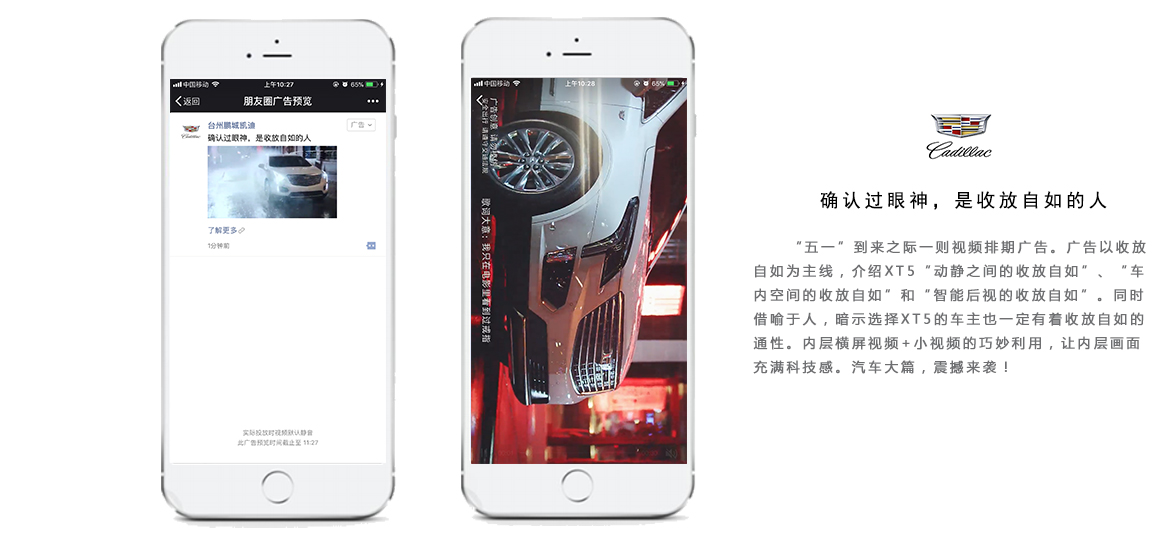 中国移动
上午10:27
65%
返回
朋友圈广告预览
台州鹏城凯迪
广告
确认过眼神，是收放自如的人
了解更多
1分钟前
实际投放时视频默认静音
此广告预览时间截止至 11:27
中国移动
上午10:28
65%
广告创意 请勿模仿
安全出行 请遵守交通法规
歌词大意：我只在电影里看到过戒指
Cadillac
确认过眼神，是收放自如的人
“五一”到来之际一则视频排期广告。广告以收放
自如为主线，介绍XT5“动静之间的收放自如”、“车
内空间的收放自如”和“智能后视的收放自如”。同时
借喻于人，暗示选择XT5的车主也一定有着收放自如的
通性。内层横屏视频+小视频的巧妙利用，让内层画面
充满科技感。汽车大篇，震撼来袭！